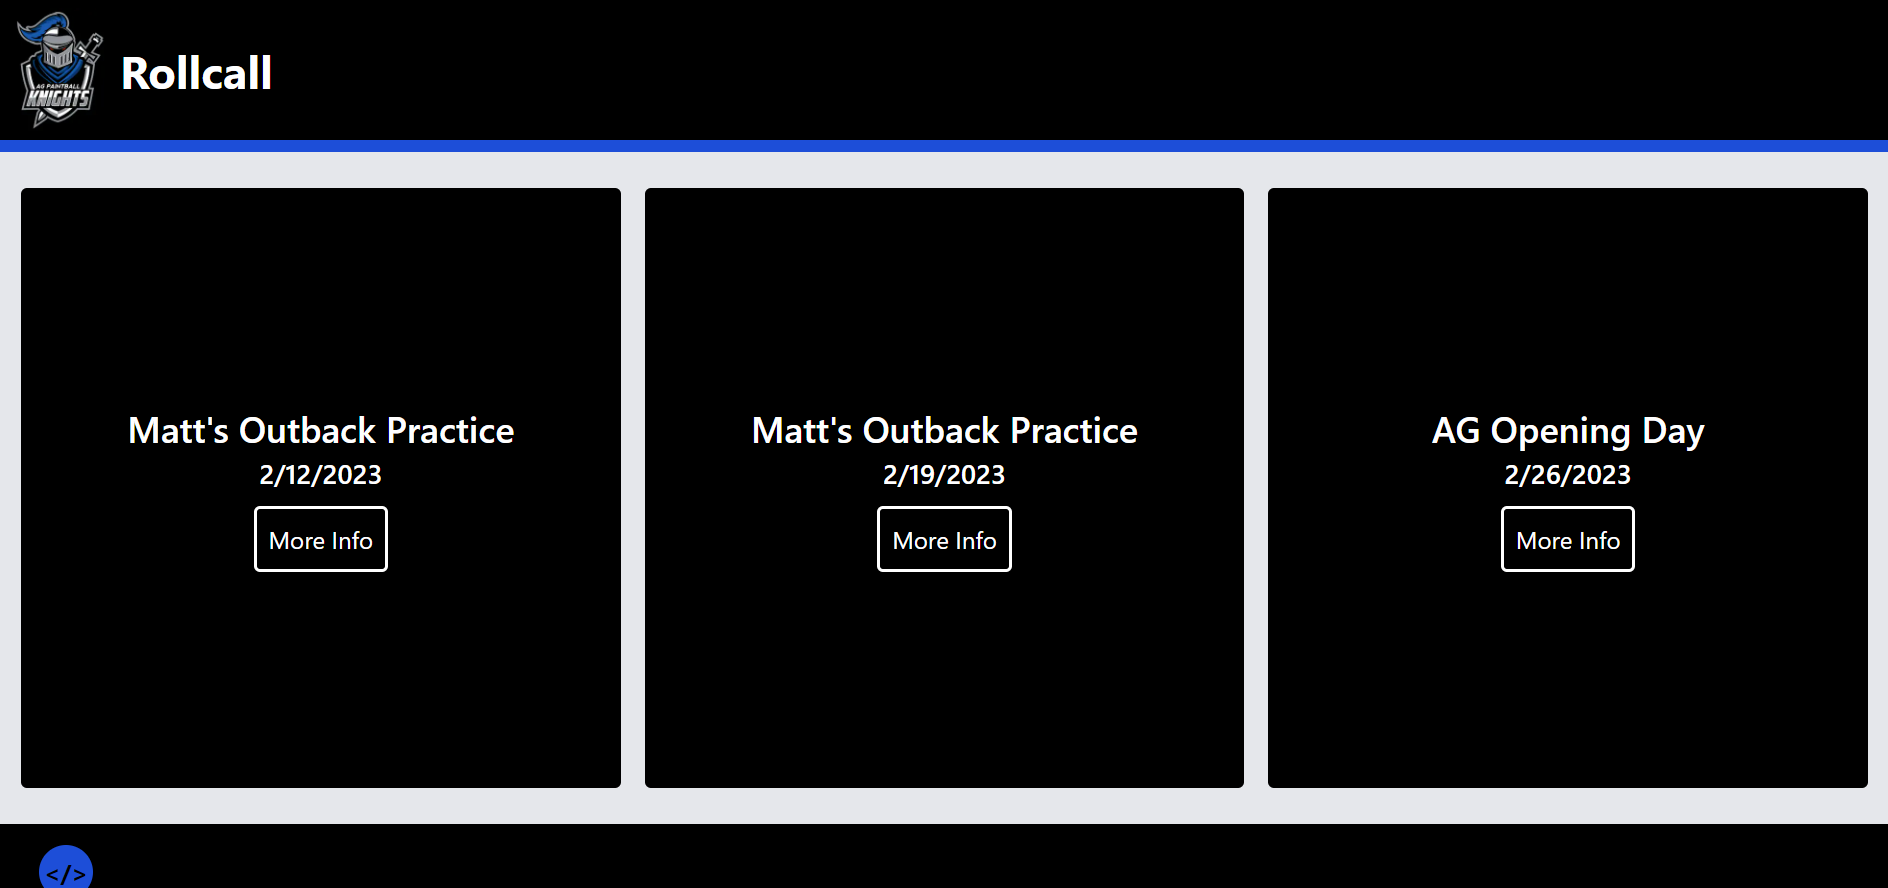 AG PAINTBALL
KNIGHTS
Rollcall
Matt's Outback Practice
2/12/2023
More Info
Matt's Outback Practice
2/19/2023
More Info
AG Opening Day
2/26/2023
More Info
</>